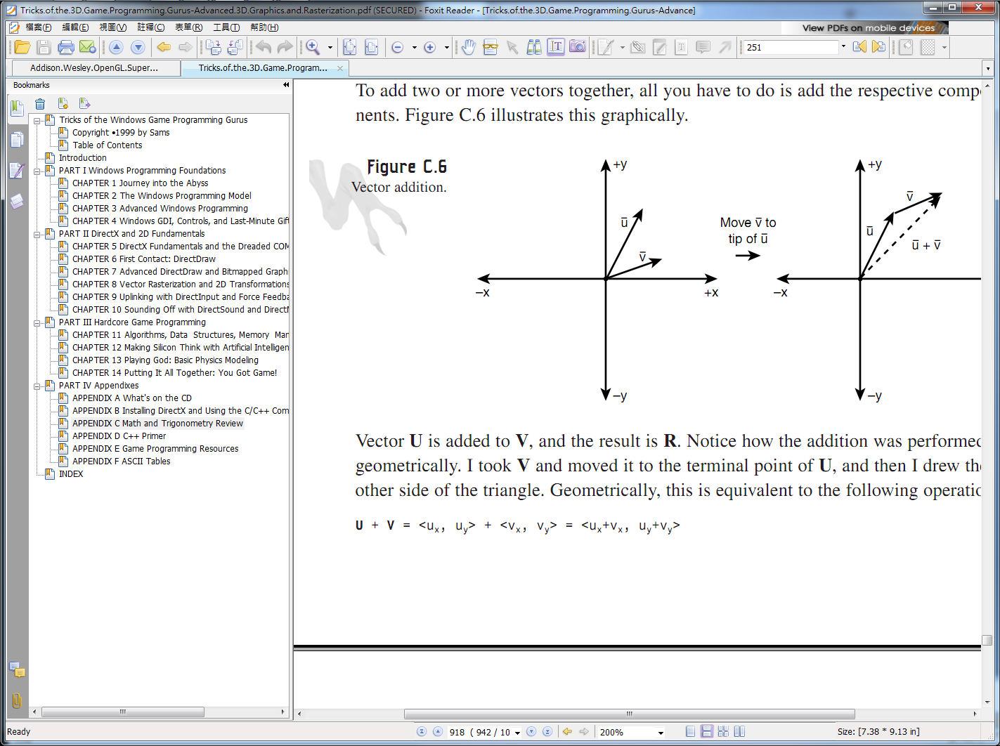 Tricks.of.the.3D.Game.Programming.Gurus-Advanced.3D.Graphics.and.Rasterization.pdf (SECURED) - Foxit Reader - [Tricks.of.the.3D.Game.Programming.Gurus-Advance]
檔案(F) 編輯(E) 視圖(V) 註釋(C) 表單(R) 工具(T) 幫助(H)
View PDFs on mobile devices
251
Addison.Wesley.OpenGL.Super... Tricks.of.the.3D.Game.Program...
Bookmarks
Tricks of the Windows Game Programming Gurus
Copyright •1999 by Sams
Table of Contents
Introduction
PART I Windows Programming Foundations
CHAPTER 1 Journey into the Abyss
CHAPTER 2 The Windows Programming Model
CHAPTER 3 Advanced Windows Programming
CHAPTER 4 Windows GDI, Controls, and Last-Minute Gif
PART II DirectX and 2D Fundamentals
CHAPTER 5 DirectX Fundamentals and the Dreaded COM
CHAPTER 6 First Contact: DirectDraw
CHAPTER 7 Advanced DirectDraw and Bitmapped Graph
CHAPTER 8 Vector Rasterization and 2D Transformations
CHAPTER 9 Uplinking with DirectInput and Force Feedba
CHAPTER 10 Sounding Off with DirectSound and DirectM
PART III Hardcore Game Programming
CHAPTER 11 Algorithms, Data Structures, Memory Man
CHAPTER 12 Making Silicon Think with Artificial Intelligen
CHAPTER 13 Playing God: Basic Physics Modeling
CHAPTER 14 Putting It All Together: You Got Game!
PART IV Appendixes
APPENDIX A What's on the CD
APPENDIX B Installing DirectX and Using the C/C++ Com
APPENDIX C Math and Trigonometry Review
APPENDIX D C++ Primer
APPENDIX E Game Programming Resources
APPENDIX F ASCII Tables
INDEX
To add two or more vectors together, all you have to do is add the respective compo
nents. Figure C.6 illustrates this graphically.
Figure C.6
Vector addition.
+y
u̅
v̅
–x
+x
–y
Move v̅ to
tip of u̅
+y
v̅
u̅
u̅ + v̅
–x
–y
Vector U is added to V, and the result is R. Notice how the addition was performed
geometrically. I took V and moved it to the terminal point of U, and then I drew the
other side of the triangle. Geometrically, this is equivalent to the following operatio
U + V = <uₓ, u_y> + <vₓ, v_y> = <uₓ+vₓ, u_y+v_y>
Ready
918 ( 942 / 10
200%
Size: [7.38 * 9.13 in]